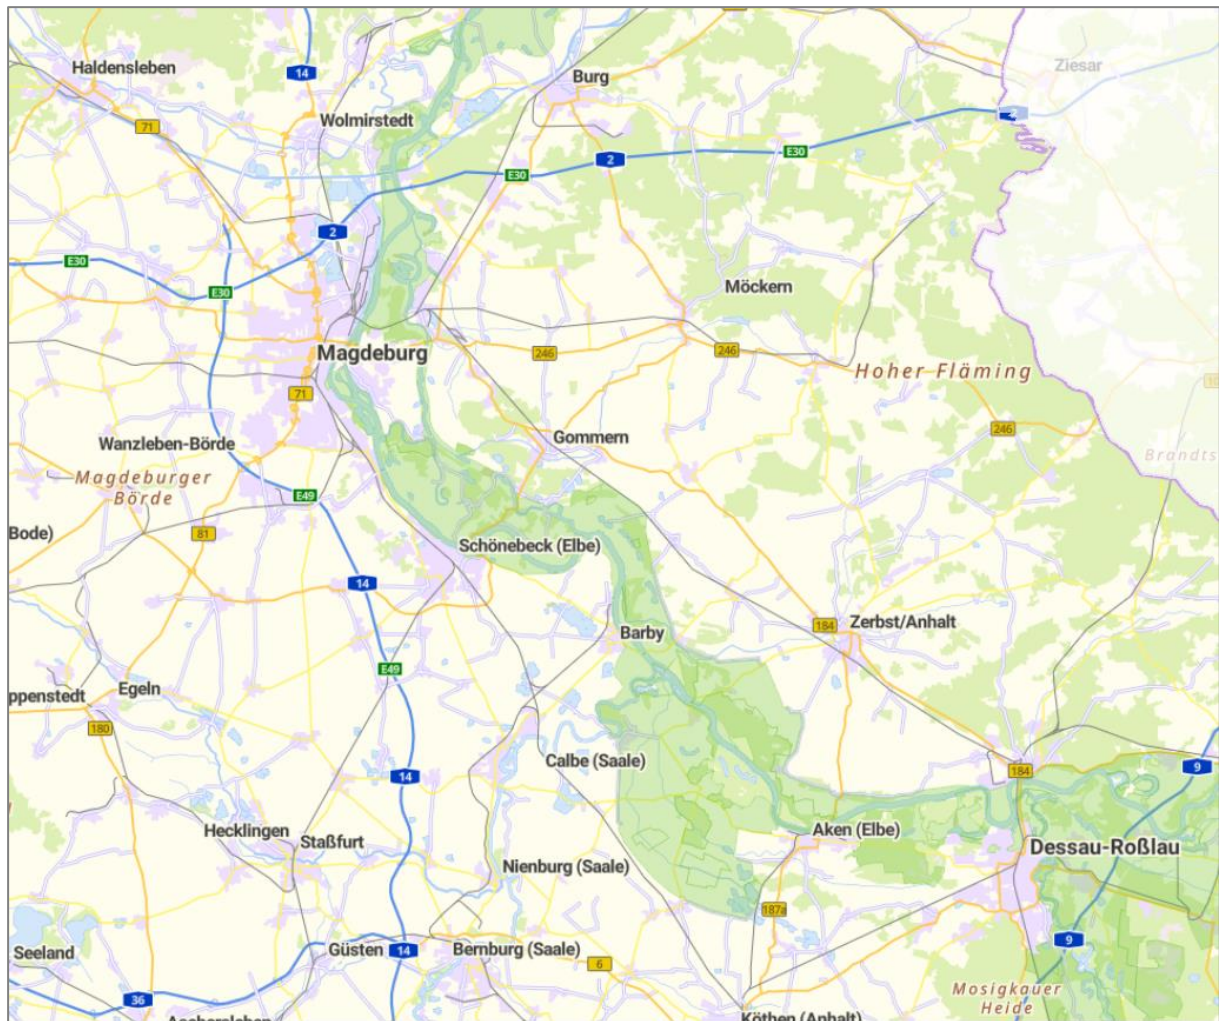 Haldensleben
14
Burg
Ziesar
71
Wolmirstedt
2
2
E30
E30
2
E30
E30
Möckern
Magdeburg
246
246
Hoher Fläming
71
246
Wanzleben-Börde
Gommern
Brandts
Magdeburger
Börde
E49
81
Bode)
Schönebeck (Elbe)
14
184
Zerbst/Anhalt
Barby
E49
ppenstedt
Egeln
180
Calbe (Saale)
14
184
9
Hecklingen
Staßfurt
Aken (Elbe)
Dessau-Roßlau
Nienburg (Saale)
187a
Seeland
Güsten
14
Bernburg (Saale)
6
9
36
Mosigkauer
Heide
Aschersleben
Köthen (Anhalt)